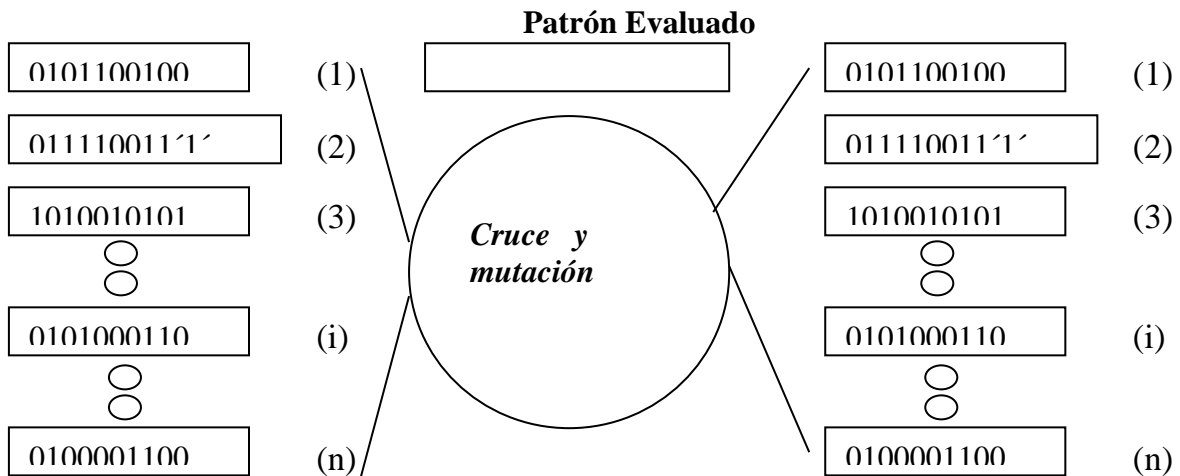 Patrón Evaluado
0101100100 (1) 0101100100 (1)
011110011´1´ (2) 011110011´1´ (2)
1010010101 (3) 1010010101 (3)
Cruce y
mutación
0101000110 (i) 0101000110 (i)
0100001100 (n) 0100001100 (n)